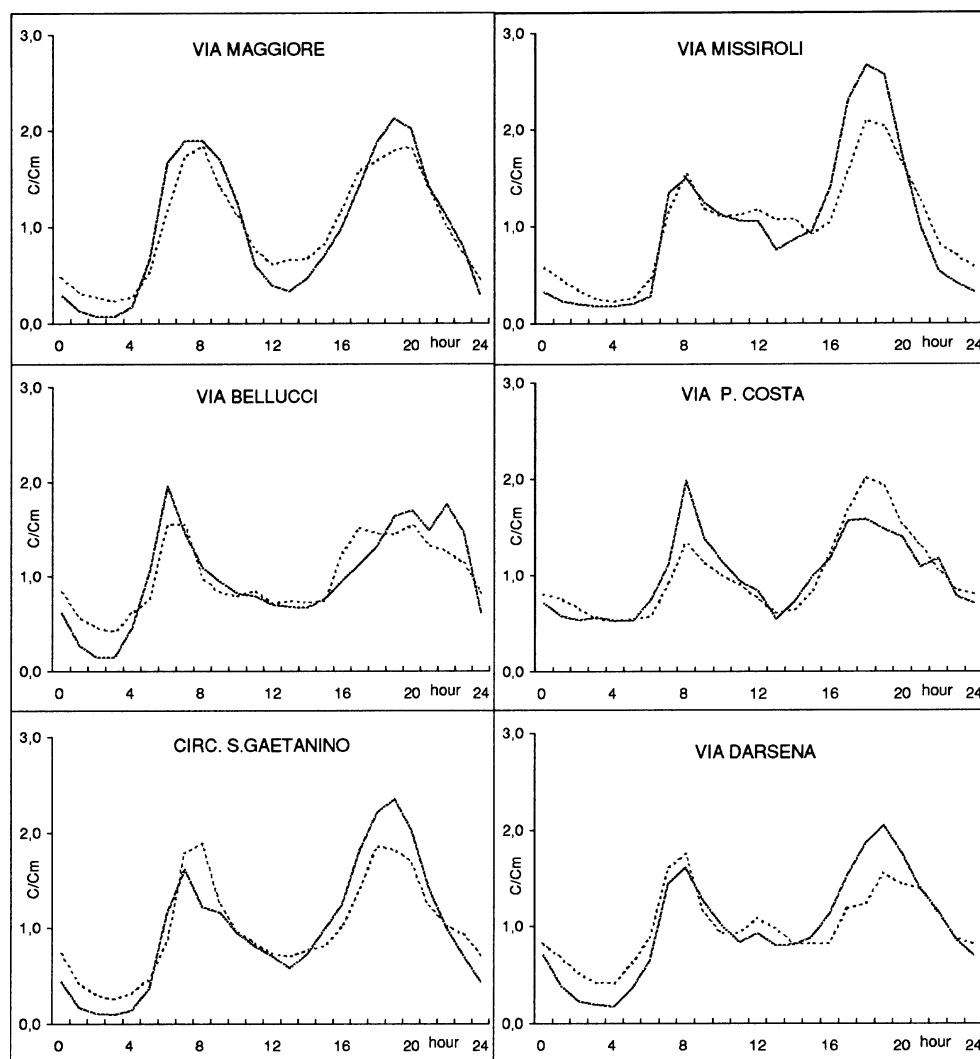 VIA MAGGIORE
3,0
2,0
1,0
0,0
C/Cm
0 4 8 12 16 20 hour 24
VIA MISSIROLI
3,0
2,0
1,0
0,0
C/Cm
0 4 8 12 16 20 hour 24
VIA BELLUCCI
3,0
2,0
1,0
0,0
C/Cm
0 4 8 12 16 20 hour 24
VIA P. COSTA
3,0
2,0
1,0
0,0
C/Cm
0 4 8 12 16 20 hour 24
CIRC. S.GAETANINO
3,0
2,0
1,0
0,0
C/Cm
0 4 8 12 16 20 hour 24
VIA DARSENA
3,0
2,0
1,0
0,0
C/Cm
0 4 8 12 16 20 hour 24